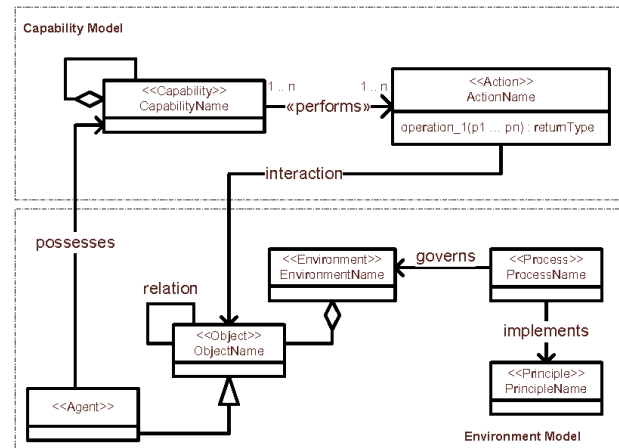 Capability Model
<<Capability>>
CapabilityName
1 .. n
«performs»
1 .. n
<<Action>>
ActionName
operation_1(p1 ... pn) : returnType
interaction
possesses
relation
<<Environment>>
EnvironmentName
governs
<<Process>>
ProcessName
implements
<<Object>>
ObjectName
<<Principle>>
PrincipleName
<<Agent>>
Environment Model